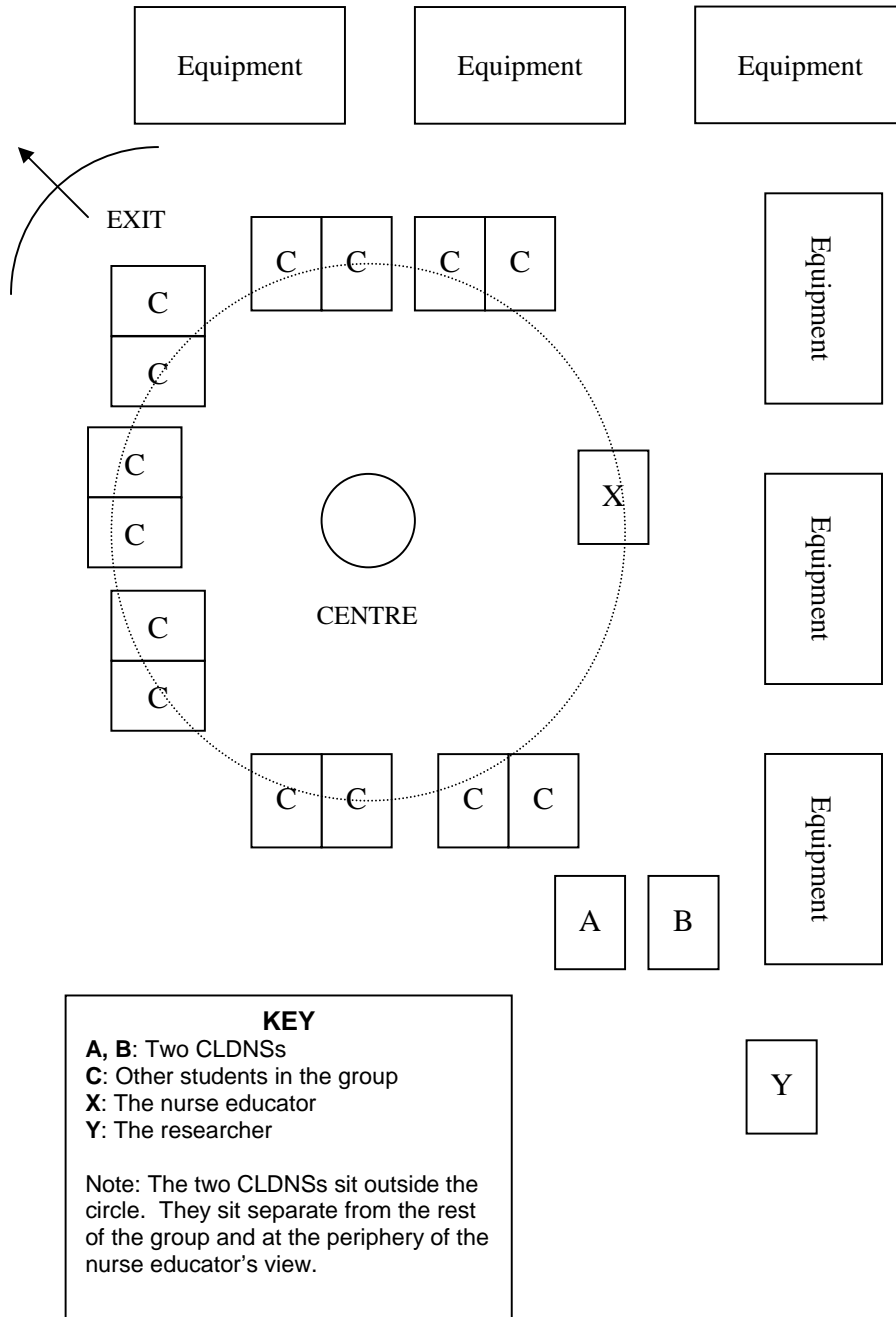 Equipment Equipment Equipment
EXIT
C C C C
Equipment
C
C
C
C
X
Equipment
CENTRE
C
C
C C C C
Equipment
A B
KEY
A, B: Two CLDNSs
C: Other students in the group
X: The nurse educator
Y: The researcher
Note: The two CLDNSs sit outside the
circle. They sit separate from the rest
of the group and at the periphery of the
nurse educator's view.
Y